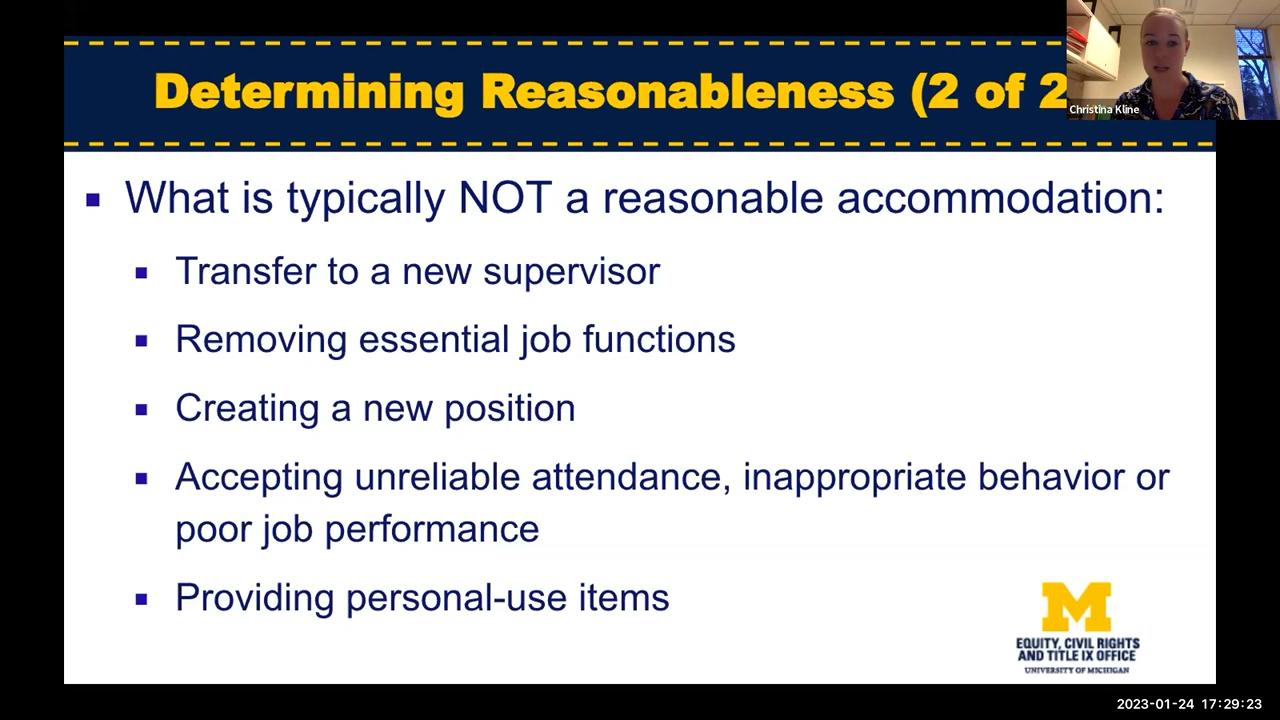 Determining Reasonableness (2 of 2
Christina Kline
What is typically NOT a reasonable accommodation:
Transfer to a new supervisor
Removing essential job functions
Creating a new position
Accepting unreliable attendance, inappropriate behavior or
poor job performance
Providing personal-use items
M
EQUITY, CIVIL RIGHTS
AND TITLE IX OFFICE
UNIVERSITY OF MICHIGAN
2023-01-24 17:29:23